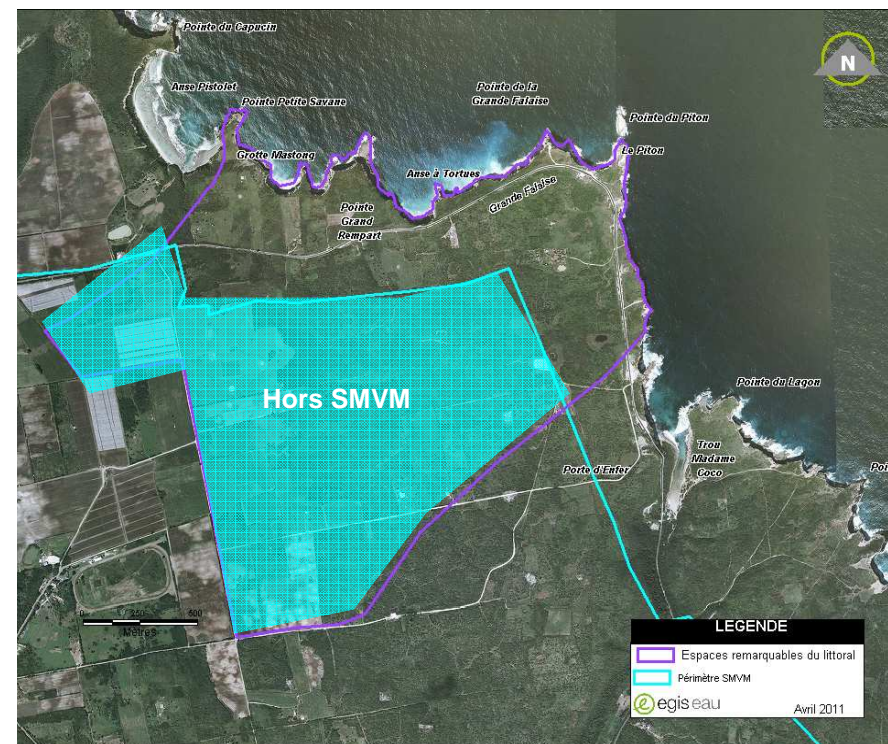 Pointe du Capucin
N
Anse Pistolet
Pointe Petite Savane
Pointe de la
Grande Falaise
Pointe du Piton
Grotte Mastong
Le Piton
Anse à Tortues
Grande Falaise
Pointe
Grand
Rempart
Hors SMVM
Pointe du Lagon
Trou
Madame
Coco
Porte d'Enfer
Poi
0 250 500
Mètres
LEGENDE
Espaces remarquables du littoral
Périmètre SMVM
egis eau
Avril 2011